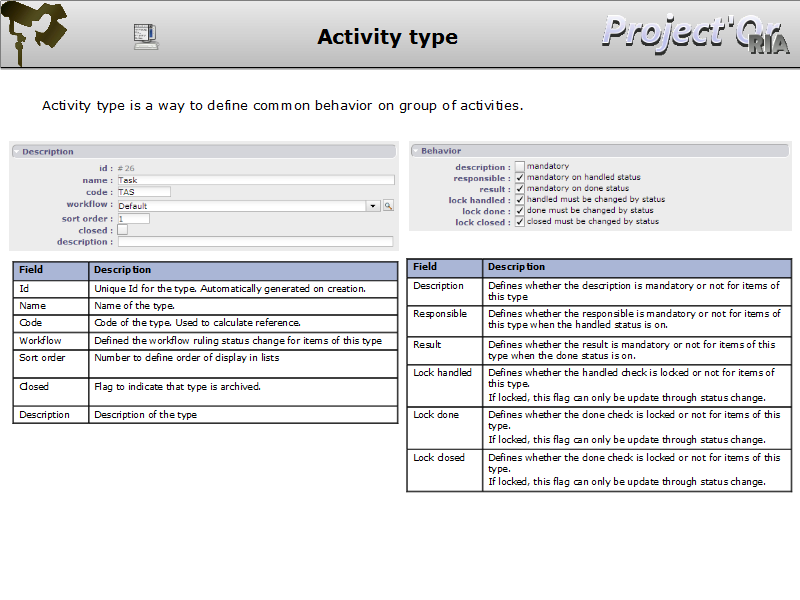 Activity type
Project'Or
RIA
Activity type is a way to define common behavior on group of activities.
Description
id : # 26
name : Task
code : TAS
workflow : Default
sort order : 1
closed :
description :
Field Description
Id Unique Id for the type. Automatically generated on creation.
Name Name of the type.
Code Code of the type. Used to calculate reference.
Workflow Defined the workflow ruling status change for items of this type
Sort order Number to define order of display in lists
Closed Flag to indicate that type is archived.
Description Description of the type
Behavior
description : mandatory
responsible : mandatory on handled status
result : mandatory on done status
lock handled : handled must be changed by status
lock done : done must be changed by status
lock closed : closed must be changed by status
Field Description
Description Defines whether the description is mandatory or not for items of
this type
Responsible Defines whether the responsible is mandatory or not for items of
this type when the handled status is on.
Result Defines whether the result is mandatory or not for items of this
type when the done status is on.
Lock handled Defines whether the handled check is locked or not for items of
this type.
If locked, this flag can only be update through status change.
Lock done Defines whether the done check is locked or not for items of this
type.
If locked, this flag can only be update through status change.
Lock closed Defines whether the done check is locked or not for items of this
type.
If locked, this flag can only be update through status change.